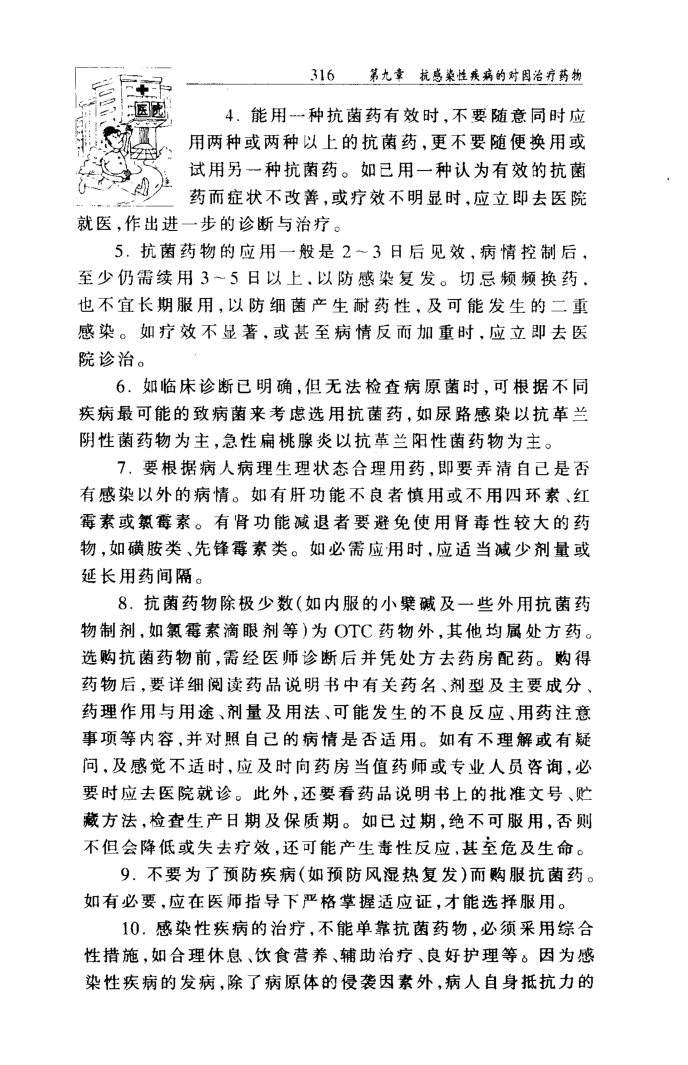 316 第九章 抗感染性疾病的对因治疗药物
医院
4. 能用一种抗菌药有效时,不要随意同时应
用两种或两种以上的抗菌药,更不要随便换用或
试用另一种抗菌药。如已用一种认为有效的抗菌
药而症状不改善,或疗效不明显时,应立即去医院
就医,作出进一步的诊断与治疗。
5. 抗菌药物的应用一般是 2~3 日后见效,病情控制后,
至少仍需续用 3~5 日以上,以防感染复发。切忌频频换药,
也不宜长期服用,以防细菌产生耐药性,及可能发生的二重
感染。如疗效不显著,或甚至病情反而加重时,应立即去医
院诊治。
6. 如临床诊断已明确,但无法检查病原菌时,可根据不同
疾病最可能的致病菌来考虑选用抗菌药,如尿路感染以抗革兰
阴性菌药物为主,急性扁桃腺炎以抗革兰阳性菌药物为主。
7. 要根据病人病理生理状态合理用药,即要弄清自己是否
有感染以外的病情。如有肝功能不良者慎用或不用四环素、红
霉素或氯霉素。有肾功能减退者要避免使用肾毒性较大的药
物,如磺胺类、先锋霉素类。如必需应用时,应适当减少剂量或
延长用药间隔。
8. 抗菌药物除极少数(如内服的小檗碱及一些外用抗菌药
物制剂,如氯霉素滴眼剂等)为 OTC 药物外,其他均属处方药。
选购抗菌药物前,需经医师诊断后并凭处方去药房配药。购得
药物后,要详细阅读药品说明书中有关药名、剂型及主要成分、
药理作用与用途、剂量及用法、可能发生的不良反应、用药注意
事项等内容,并对照自己的病情是否适用。如有不理解或有疑
问,及感觉不适时,应及时向药房当值药师或专业人员咨询,必
要时应去医院就诊。此外,还要看药品说明书上的批准文号、贮
藏方法,检查生产日期及保质期。如已过期,绝不可服用,否则
不但会降低或失去疗效,还可能产生毒性反应,甚至危及生命。
9. 不要为了预防疾病(如预防风湿热复发)而购服抗菌药。
如有必要,应在医师指导下严格掌握适应证,才能选择服用。
10. 感染性疾病的治疗,不能单靠抗菌药物,必须采用综合
性措施,如合理休息、饮食营养、辅助治疗、良好护理等。因为感
染性疾病的发病,除了病原体的侵袭因素外,病人自身抵抗力的